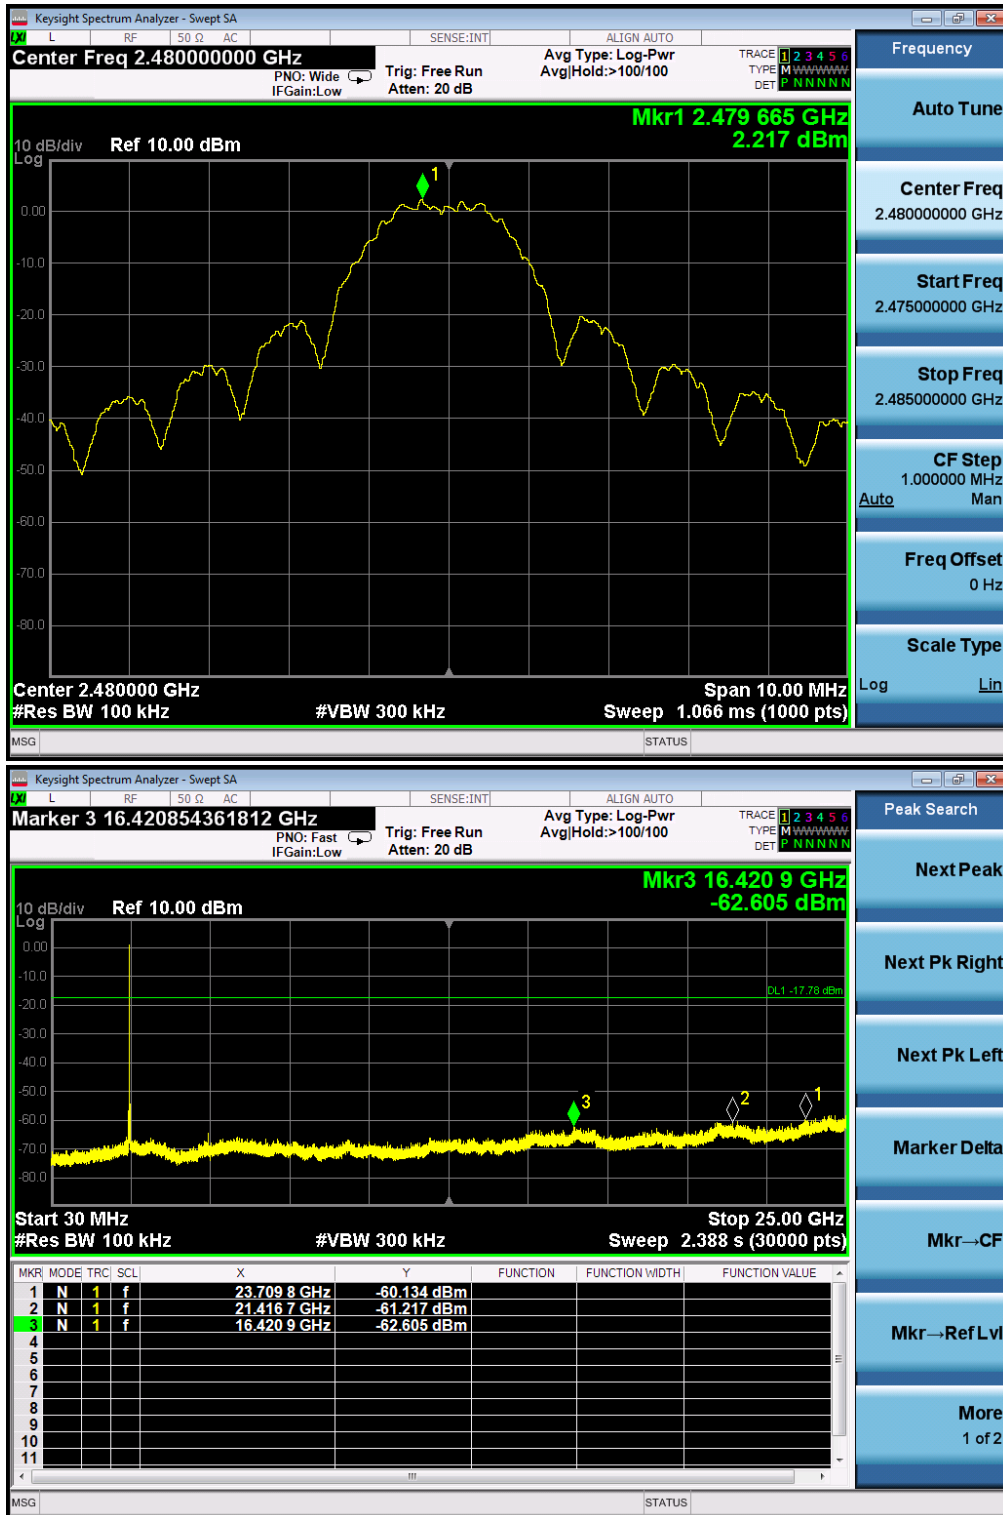 Keysight Spectrum Analyzer - Swept SA
LXI L RF 50 Ω AC SENSE:INT ALIGN AUTO
Center Freq 2.480000000 GHz
PNO: Wide
IFGain:Low
Trig: Free Run
Atten: 20 dB
Avg Type: Log-Pwr
Avg|Hold:>100/100
TRACE 1 2 3 4 5 6
TYPE M WWWWW
DET P N N N N N
Mkr1 2.479 665 GHz
2.217 dBm
10 dB/div Ref 10.00 dBm
Log
1
0.00
-10.0
-20.0
-30.0
-40.0
-50.0
-60.0
-70.0
-80.0
Center 2.480000 GHz Span 10.00 MHz
#Res BW 100 kHz #VBW 300 kHz Sweep 1.066 ms (1000 pts)
MSG STATUS
Frequency
Auto Tune
Center Freq
2.480000000 GHz
Start Freq
2.475000000 GHz
Stop Freq
2.485000000 GHz
CF Step
1.000000 MHz
Auto Man
Freq Offset
0 Hz
Scale Type
Log Lin
Keysight Spectrum Analyzer - Swept SA
LXI L RF 50 Ω AC SENSE:INT ALIGN AUTO
Marker 3 16.420854361812 GHz
PNO: Fast
IFGain:Low
Trig: Free Run
Atten: 20 dB
Avg Type: Log-Pwr
Avg|Hold:>100/100
TRACE 1 2 3 4 5 6
TYPE M WWWWW
DET P N N N N N
Mkr3 16.420 9 GHz
-62.605 dBm
10 dB/div Ref 10.00 dBm
Log
0.00
-10.0
DL1 -17.78 dBm
-20.0
-30.0
-40.0
-50.0
3 2 1
-60.0
-70.0
-80.0
Start 30 MHz Stop 25.00 GHz
#Res BW 100 kHz #VBW 300 kHz Sweep 2.388 s (30000 pts)
MKR MODE TRC SCL X Y FUNCTION FUNCTION WIDTH FUNCTION VALUE
1 N 1 f 23.709 8 GHz -60.134 dBm
2 N 1 f 21.416 7 GHz -61.217 dBm
3 N 1 f 16.420 9 GHz -62.605 dBm
4
5
6
7
8
9
10
11
MSG STATUS
Peak Search
Next Peak
Next Pk Right
Next Pk Left
Marker Delta
Mkr→CF
Mkr→Ref Lvl
More
1 of 2